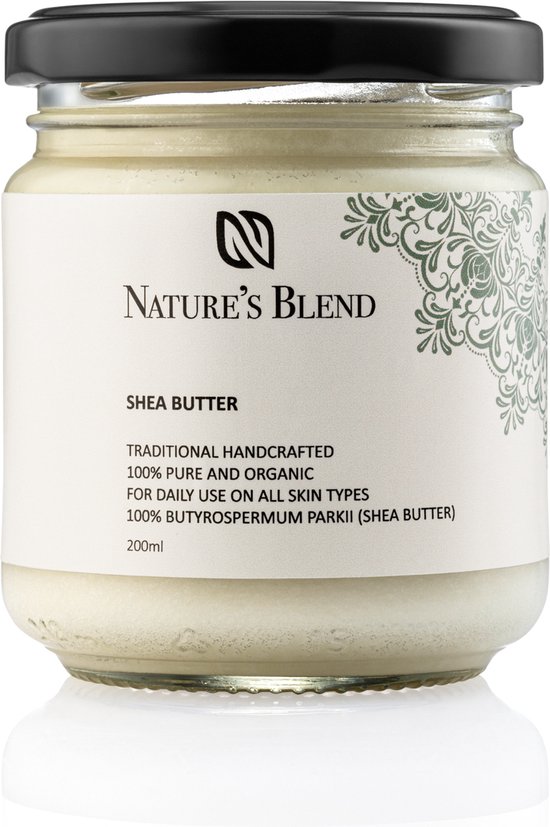 NATURE'S BLEND
SHEA BUTTER
TRADITIONAL HANDCRAFTED
100% PURE AND ORGANIC
FOR DAILY USE ON ALL SKIN TYPES
100% BUTYROSPERMUM PARKII (SHEA BUTTER)
200ml